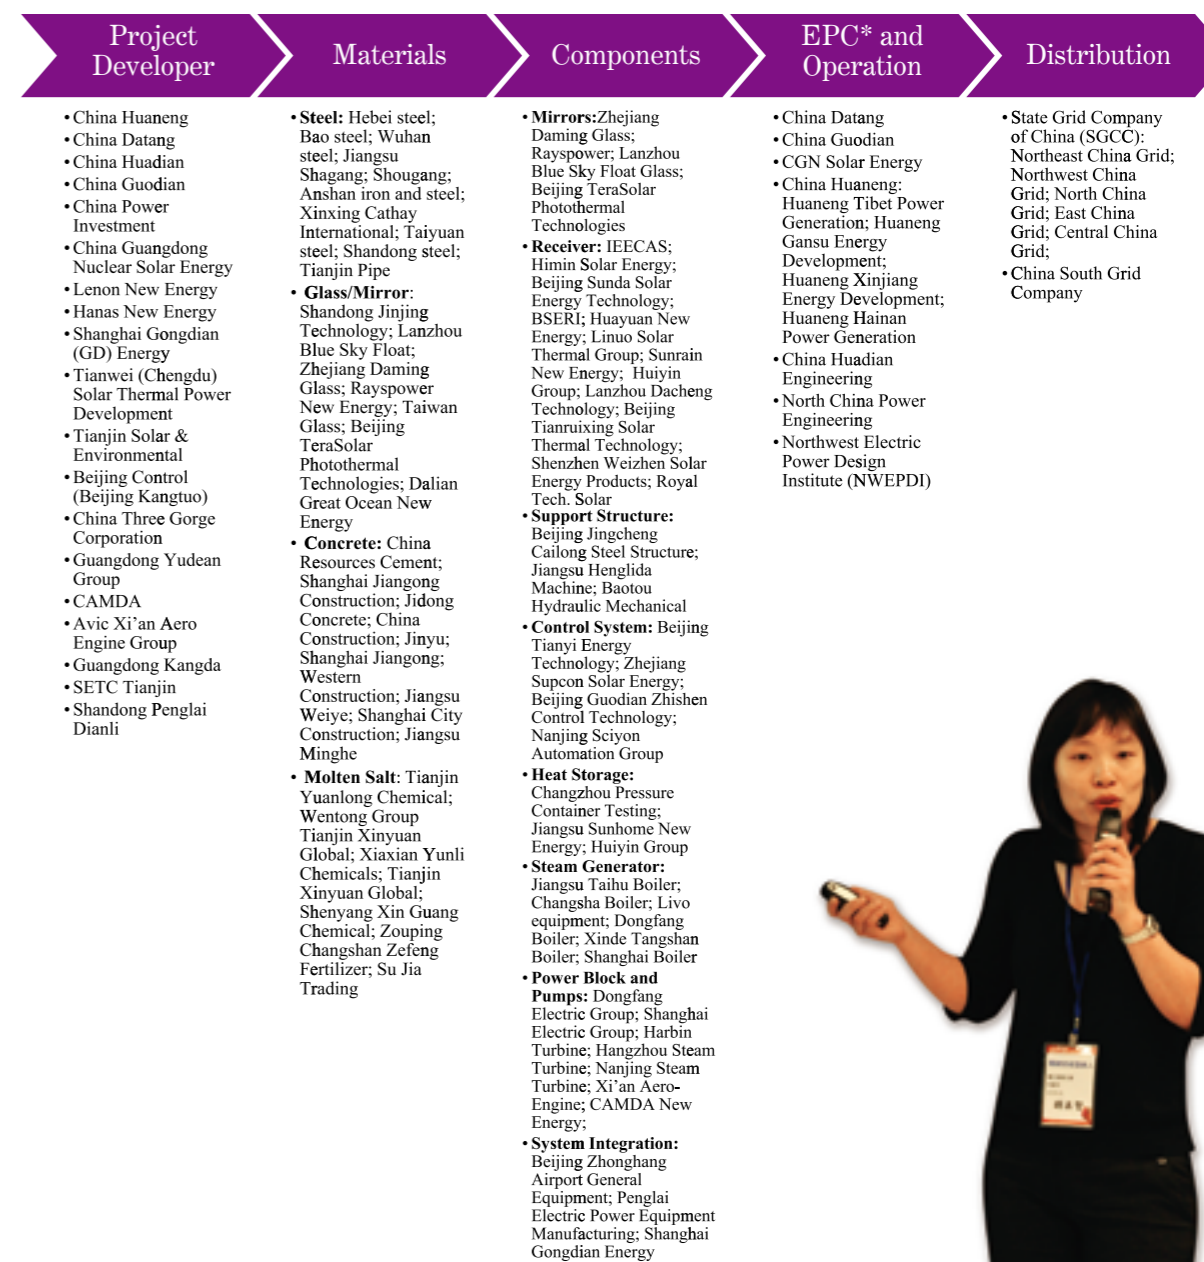 Project
Developer
Materials
Components
EPC* and
Operation
Distribution
• China Huaneng
• China Datang
• China Huadian
• China Guodian
• China Power
Investment
• China Guangdong
Nuclear Solar Energy
• Lenon New Energy
• Hanas New Energy
• Shanghai Gongdian
(GD) Energy
• Tianwei (Chengdu)
Solar Thermal Power
Development
• Tianjin Solar &
Environmental
• Beijing Control
(Beijing Kangtuo)
• China Three Gorge
Corporation
• Guangdong Yudean
Group
• CAMDA
• Avic Xi’an Aero
Engine Group
• Guangdong Kangda
• SETC Tianjin
• Shandong Penglai
Dianli
• Steel: Hebei steel;
Bao steel; Wuhan
steel; Jiangsu
Shagang; Shougang;
Anshan iron and steel;
Xinxing Cathay
International; Taiyuan
steel; Shandong steel;
Tianjin Pipe
• Glass/Mirror:
Shandong Jinjing
Technology; Lanzhou
Blue Sky Float;
Zhejiang Daming
Glass; Rayspower
New Energy; Taiwan
Glass; Beijing
TeraSolar
Photothermal
Technologies; Dalian
Great Ocean New
Energy
• Concrete: China
Resources Cement;
Shanghai Jiangong
Construction; Jidong
Concrete; China
Construction; Jinyu;
Shanghai Jiangong;
Western
Construction; Jiangsu
Weiye; Shanghai City
Construction; Jiangsu
Minghe
• Molten Salt: Tianjin
Yuanlong Chemical;
Wentong Group
Tianjin Xinyuan
Global; Xiaxian Yunli
Chemicals; Tianjin
Xinyuan Global;
Shenyang Xin Guang
Chemical; Zouping
Changshan Zefeng
Fertilizer; Su Jia
Trading
• Mirrors:Zhejiang
Daming Glass;
Rayspower; Lanzhou
Blue Sky Float Glass;
Beijing TeraSolar
Photothermal
Technologies
• Receiver: IEECAS;
Himin Solar Energy;
Beijing Sunda Solar
Energy Technology;
BSERI; Huayuan New
Energy; Linuo Solar
Thermal Group; Sunrain
New Energy; Huiyin
Group; Lanzhou Dacheng
Technology; Beijing
Tianruixing Solar
Thermal Technology;
Shenzhen Weizhen Solar
Energy Products; Royal
Tech. Solar
• Support Structure:
Beijing Jingcheng
Cailong Steel Structure;
Jiangsu Henglida
Machine; Baotou
Hydraulic Mechanical
• Control System: Beijing
Tianyi Energy
Technology; Zhejiang
Supcon Solar Energy;
Beijing Guodian Zhishen
Control Technology;
Nanjing Sciyon
Automation Group
• Heat Storage:
Changzhou Pressure
Container Testing;
Jiangsu Sunhome New
Energy; Huiyin Group
• Steam Generator:
Jiangsu Taihu Boiler;
Changsha Boiler; Livo
equipment; Dongfang
Boiler; Xinde Tangshan
Boiler; Shanghai Boiler
• Power Block and
Pumps: Dongfang
Electric Group; Shanghai
Electric Group; Harbin
Turbine; Hangzhou Steam
Turbine; Nanjing Steam
Turbine; Xi’an Aero-
Engine; CAMDA New
Energy;
• System Integration:
Beijing Zhonghang
Airport General
Equipment; Penglai
Electric Power Equipment
Manufacturing; Shanghai
Gongdian Energy
• China Datang
• China Guodian
• CGN Solar Energy
• China Huaneng:
Huaneng Tibet Power
Generation; Huaneng
Gansu Energy
Development;
Huaneng Xinjiang
Energy Development;
Huaneng Hainan
Power Generation
• China Huadian
Engineering
• North China Power
Engineering
• Northwest Electric
Power Design
Institute (NWEPDI)
• State Grid Company
of China (SGCC):
Northeast China Grid;
Northwest China
Grid; North China
Grid; East China
Grid; Central China
Grid;
• China South Grid
Company